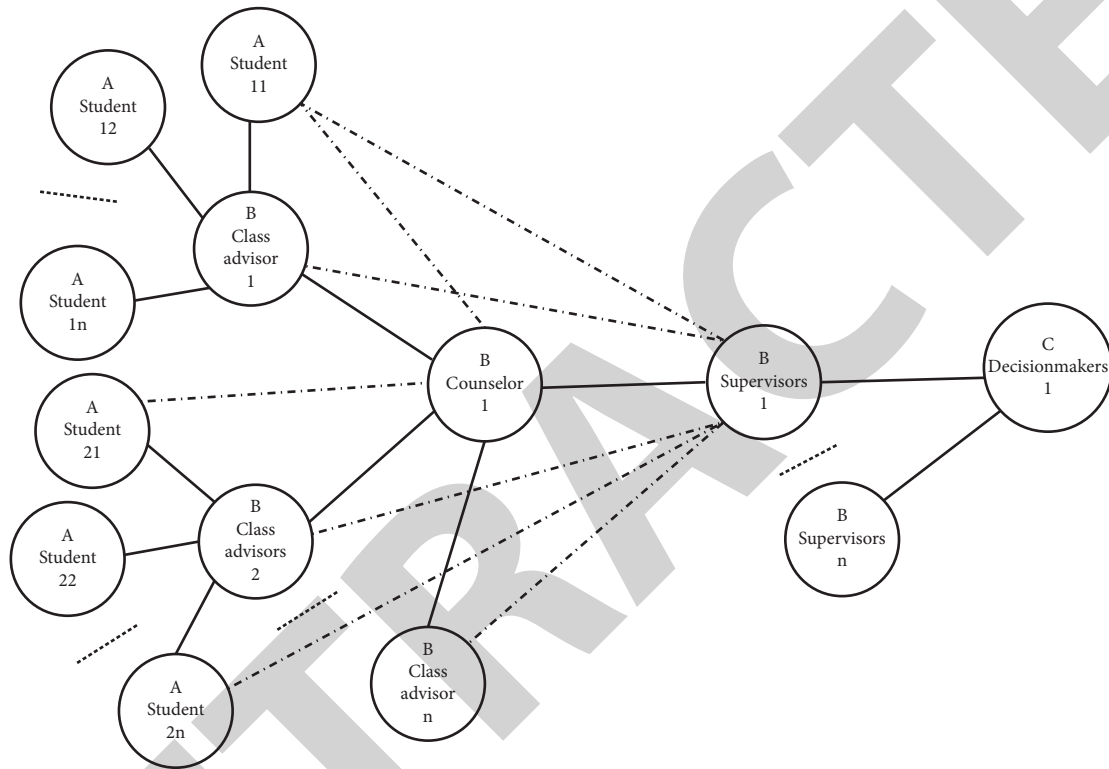 A
Student
11
A
Student
12
B
Class
advisor
1
A
Student
1n
B
Counselor
1
B
Supervisors
1
C
Decisionmakers
1
A
Student
21
B
Class
advisors
2
A
Student
22
B
Supervisors
n
B
Class
advisor
n
A
Student
2n